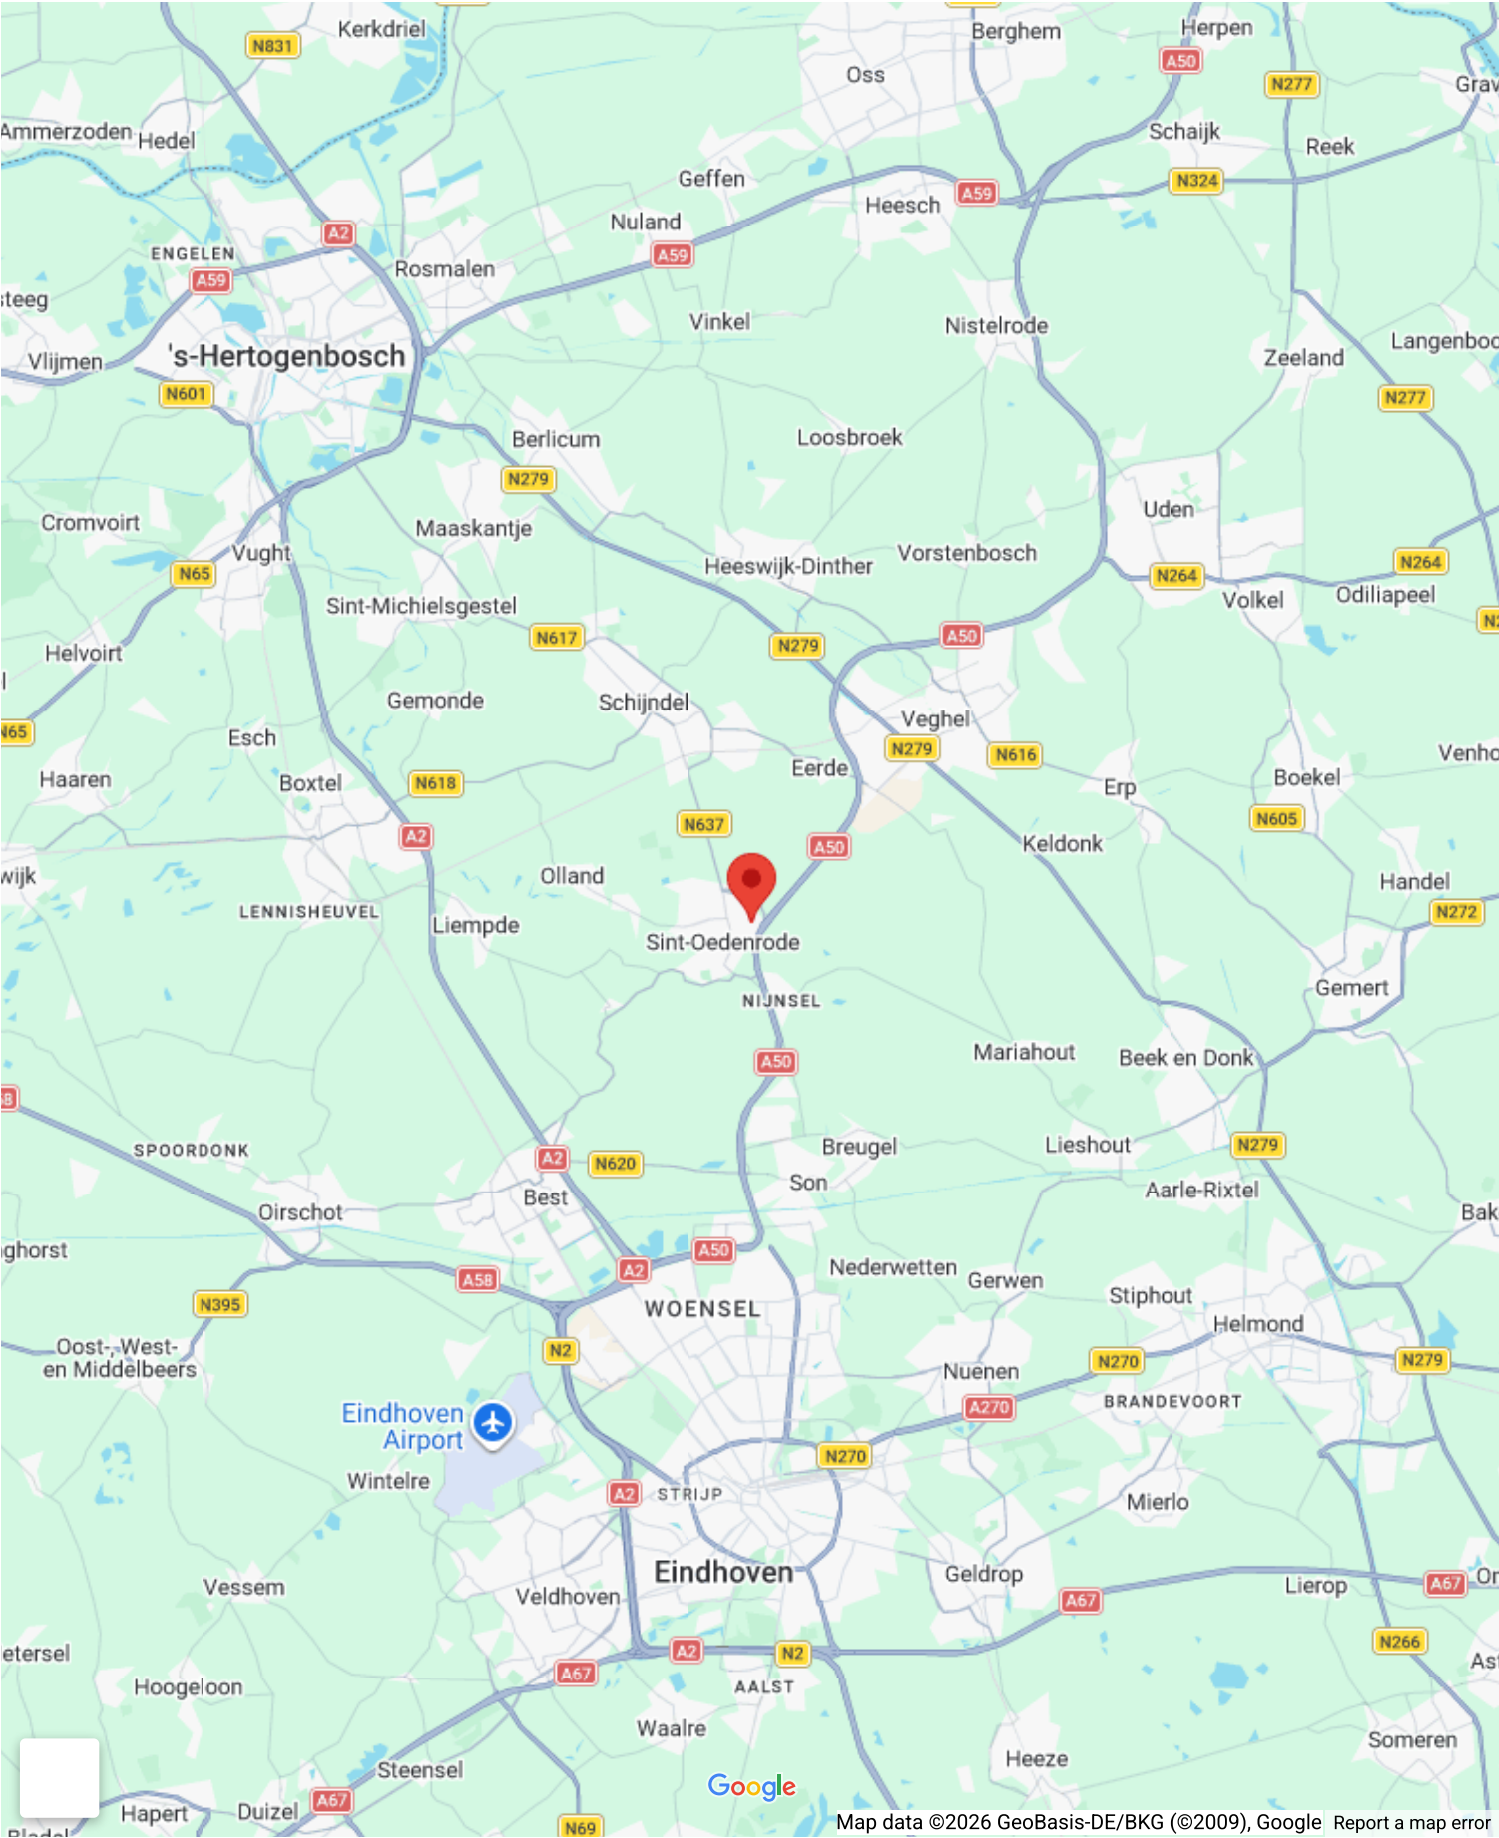 Kerkdriel
Berghem
Herpen
N831
A50
Oss
N277
Grav
Ammerzoden
Hedel
Schaijk
Reek
Geffen
N324
A59
Heesch
Nuland
A2
ENGELEN
A59
A59
Rosmalen
steeg
Vinkel
Nistelrode
Langenboo
's-Hertogenbosch
Vlijmen
Zeeland
N601
N277
Berlicum
Loosbroek
N279
Uden
Cromvoirt
Maaskantje
Vught
Vorstenbosch
N65
Heeswijk-Dinther
N264
N264
Odiliapeel
Volkel
Sint-Michielsgestel
N2
N617
A50
N279
Helvoirt
Gemonde
Schijndel
Veghel
N65
Esch
N279
N616
Venho
Haaren
Boxtel
N618
Eerde
Erp
Boekel
N605
N637
A2
A50
Keldonk
wijk
Olland
Handel
LENNISHEUVEL
Liempde
N272
Sint-Oedenrode
Gemert
NIJNSEL
Mariahout
Beek en Donk
A50
58
SPOORDONK
Breugel
Lieshout
N279
A2
N620
Son
Aarle-Rixtel
Best
Oirschot
Bak
ghorst
A50
A2
Nederwetten
Gerwen
A58
N395
WOENSEL
Stiphout
Helmond
Oost-, West-
en Middelbeers
N2
N270
N279
Nuenen
A270
BRANDEVOORT
Eindhoven
Airport
N270
Wintelre
A2
STRIJP
Mierlo
Eindhoven
Geldrop
Vessem
Veldhoven
Lierop
A67
A67
N266
etersel
A2
N2
A67
Hoogeloon
AALST
Waalre
Someren
Heeze
Steensel
Google
A67
Hapert
Duizel
N69
Map data ©2026 GeoBasis-DE/BKG (©2009), Google
Report a map error